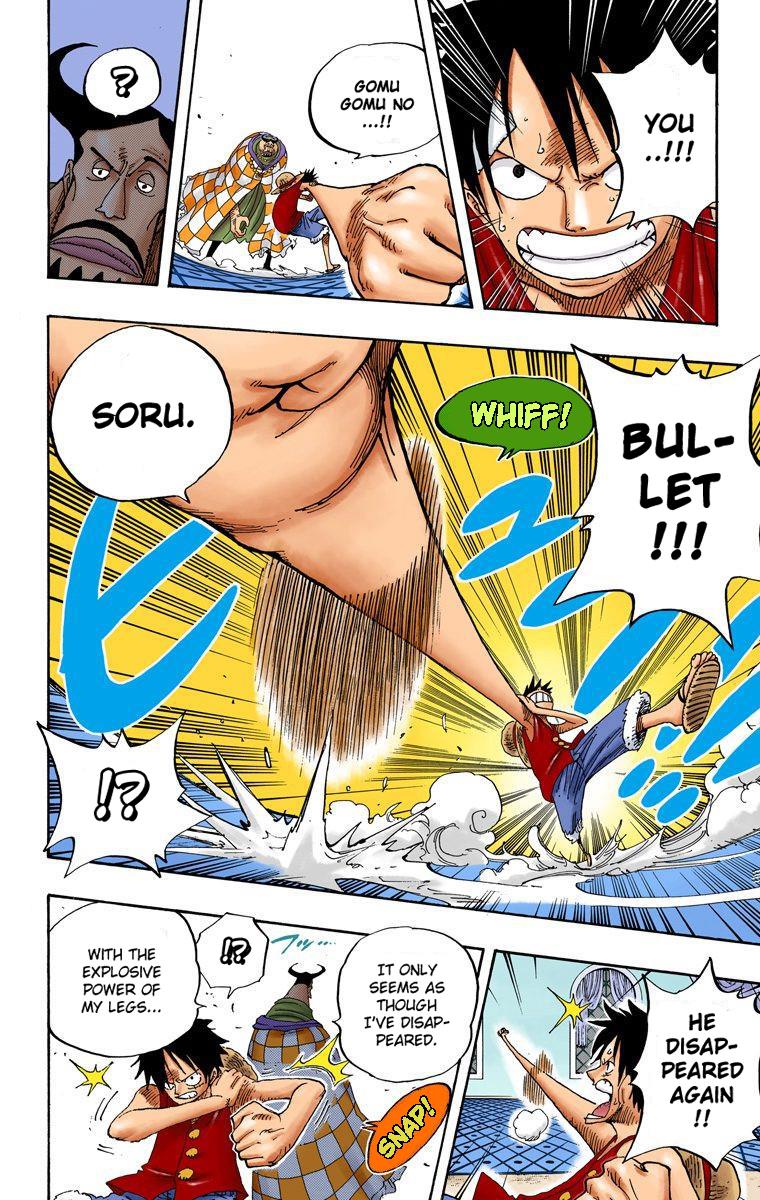 YOU
..!!!
GOMU
GOMU NO
...!!
?
BUL-
LET
!!!
WHIFF!
SORU.
!?
HE
DISAP-
PEARED
AGAIN
!!
IT ONLY
SEEMS AS
THOUGH
I'VE DISAP-
PEARED.
SNAP!
!?
WITH THE
EXPLOSIVE
POWER OF
MY LEGS...